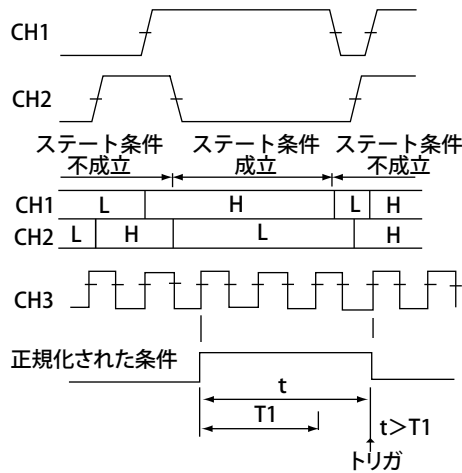 CH1
CH2
ステート条件 ステート条件 ステート条件
不成立 成立 不成立
CH1 L H L H
CH2 L H L H
CH3
正規化された条件
t
T1
t＞T1
トリガ